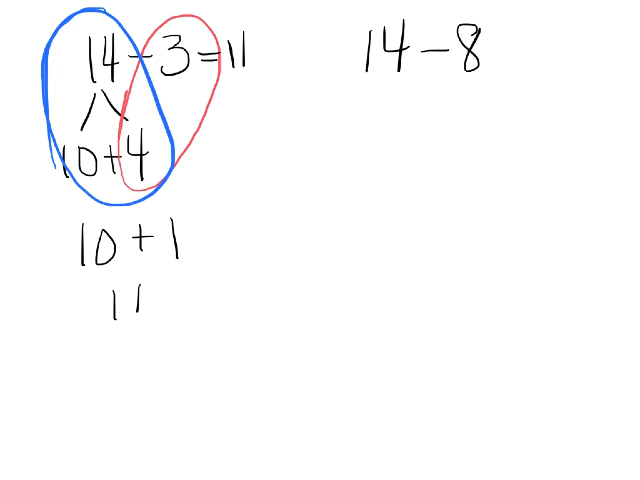 14 - 3 = 11
10 + 4
10 + 1
11
14 - 8